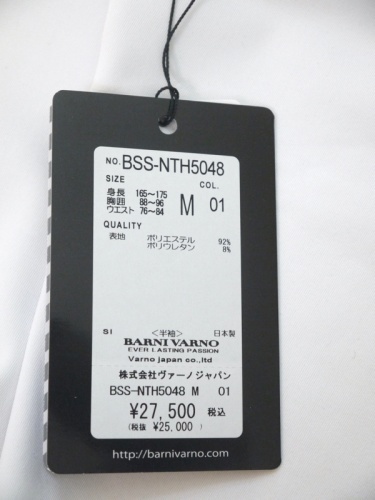 NO. BSS-NTH5048
SIZE COL.
身長 165～175
胸囲 88～96 M 01
ウエスト 76～84
QUALITY
表地 ポリエステル 92%
ポリウレタン 8%
SI <半袖> 日本製
BARNI VARNO
EVER LASTING PASSION
Varno japan co.,ltd
株式会社ヴァーノジャパン
BSS-NTH5048 M 01
¥27,500 税込
(税抜 ¥25,000 )
http://barnivarno.com